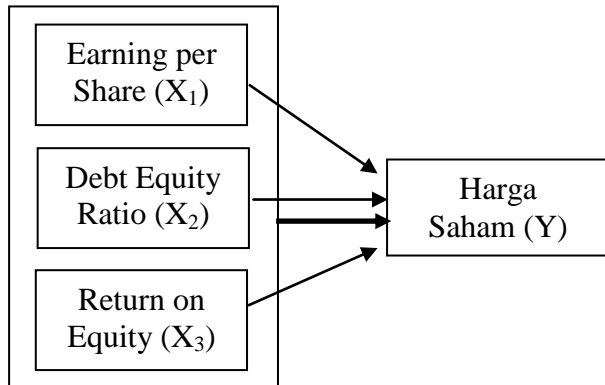 Earning per
Share (X₁)
Debt Equity
Ratio (X₂)
Return on
Equity (X₃)
Harga
Saham (Y)